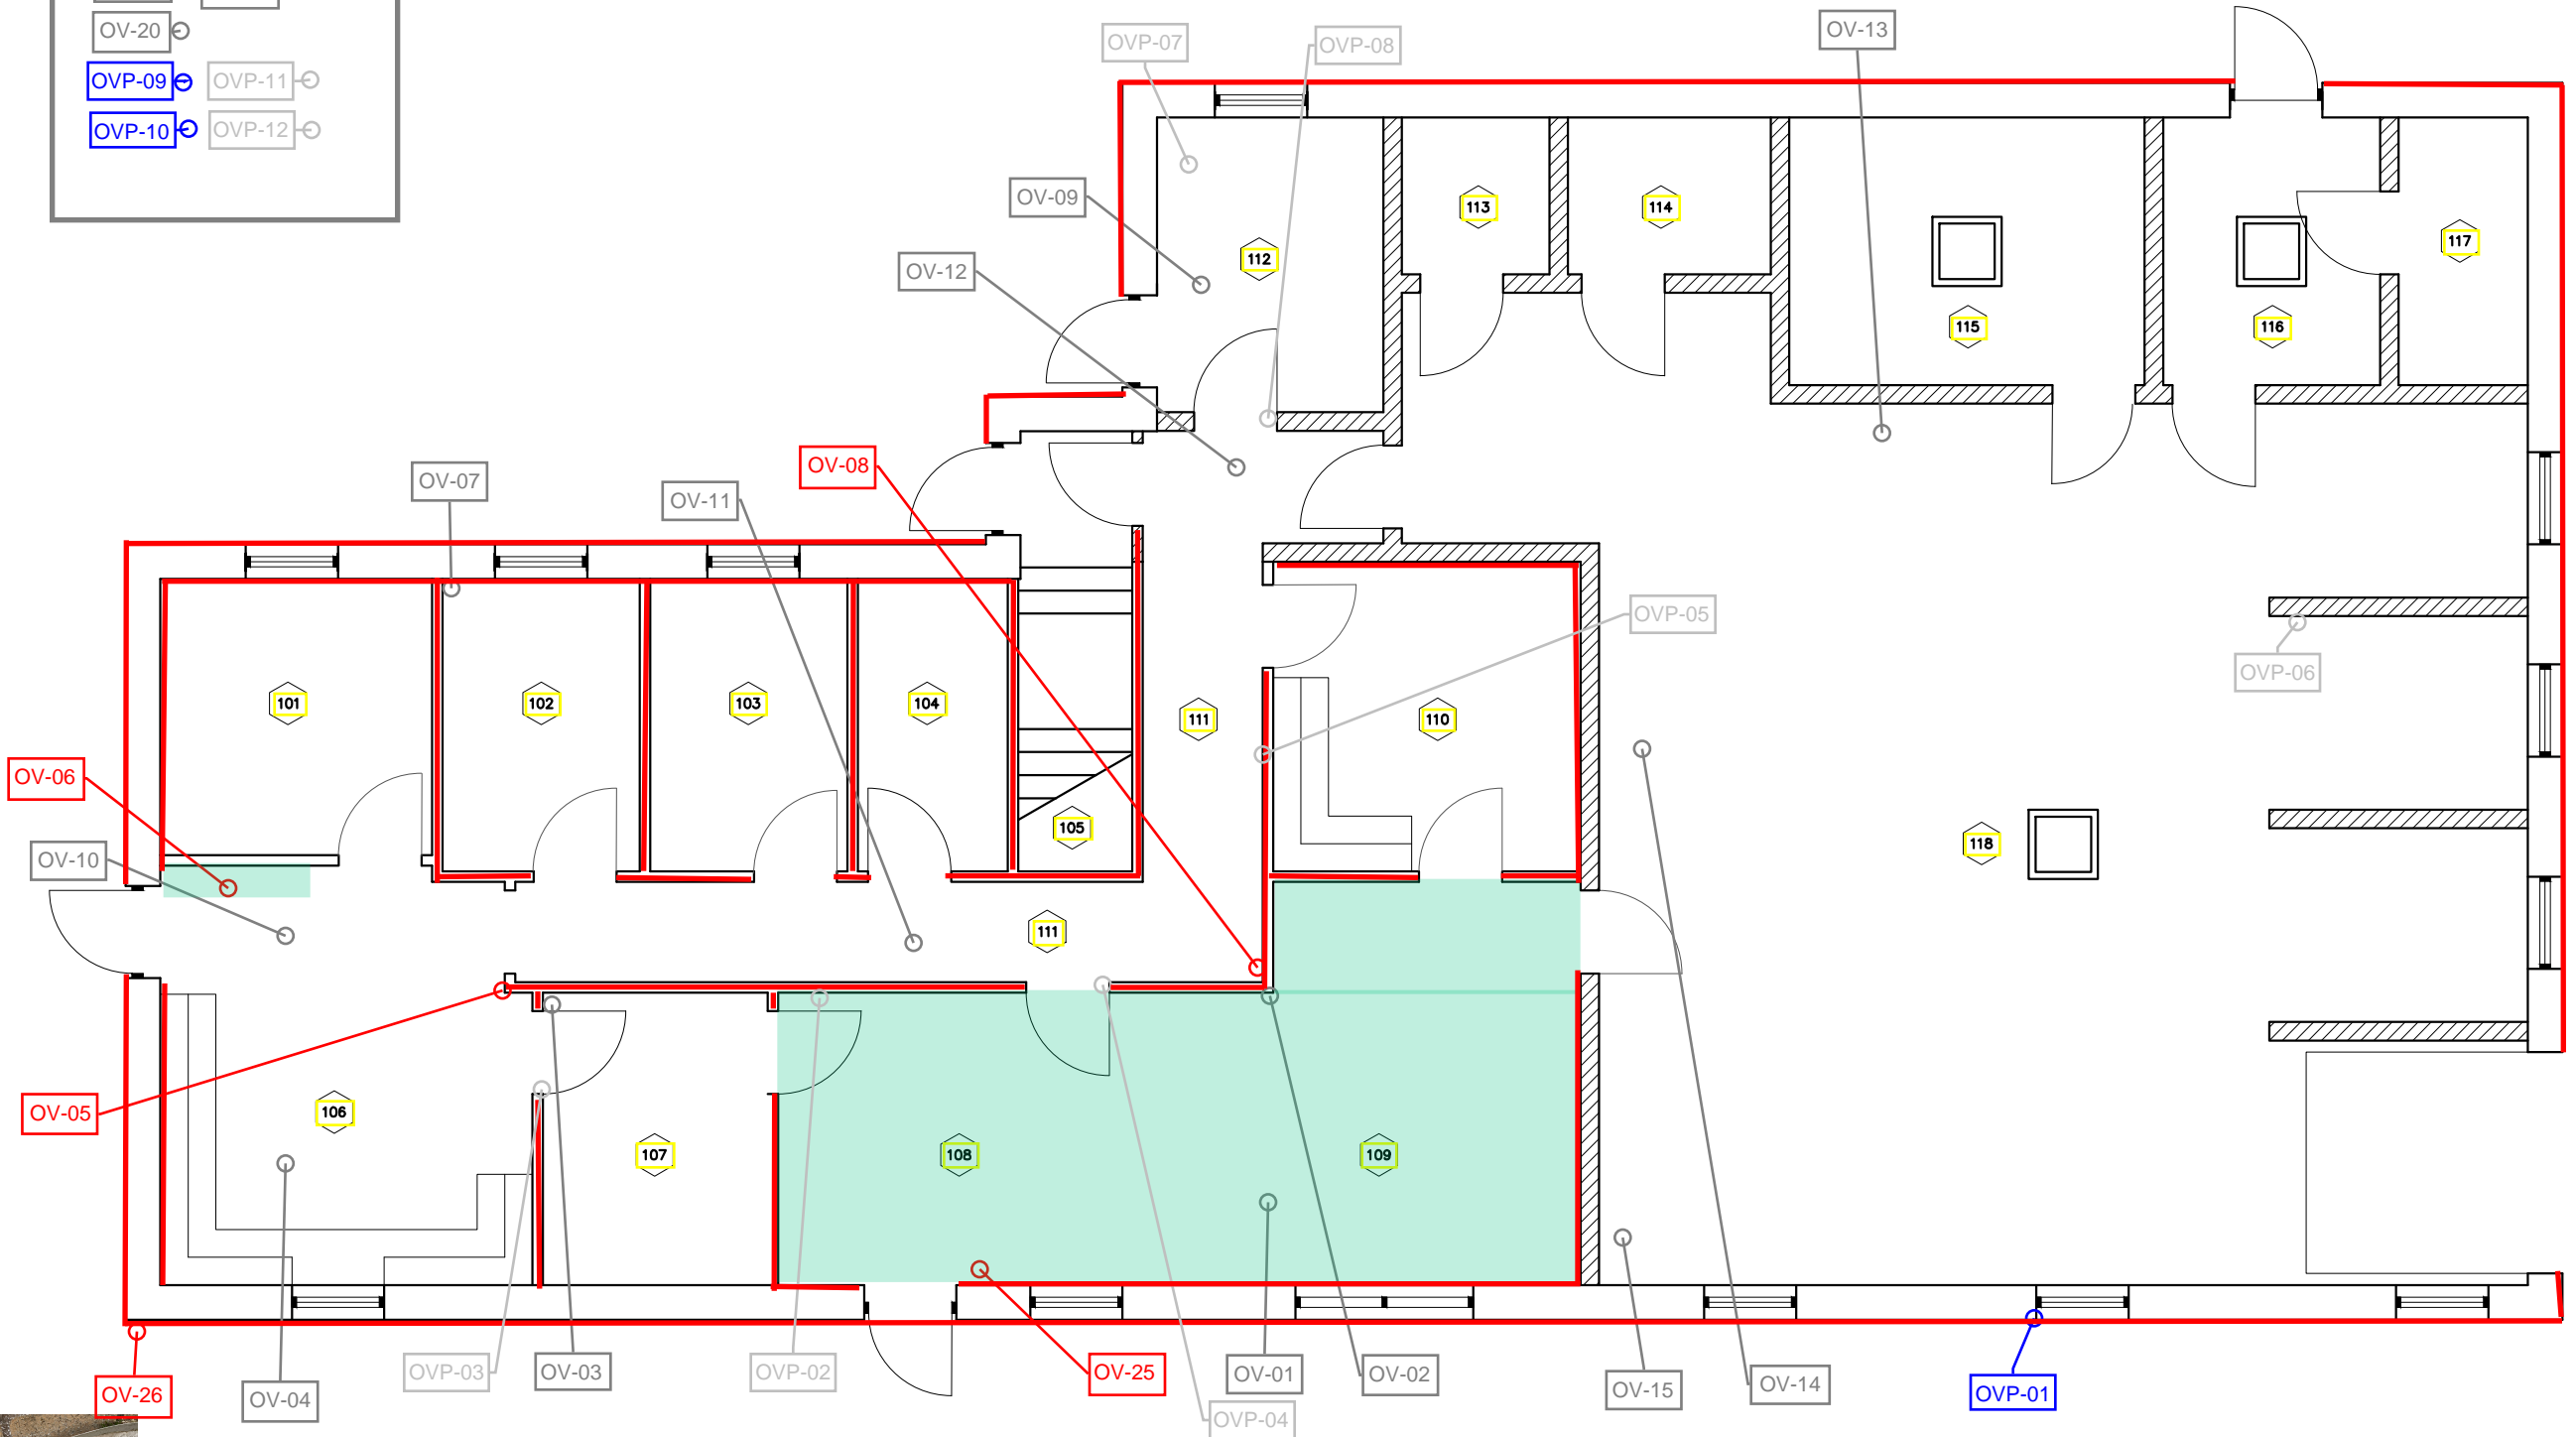 OV-20
OVP-09 OVP-11
OVP-10 OVP-12
OVP-07 OVP-08 OV-13
OV-09
112 113 114 115 116 117
OV-12
OV-08
OV-07
OV-11
OVP-05
OVP-06
101 102 103 104 105 111 110
OV-06
OV-10
118
111
OV-05
106 107 108 109
OV-26
OV-04
OVP-03
OV-03
OVP-02
OV-25
OV-01
OV-02
OVP-04
OV-15
OV-14
OVP-01